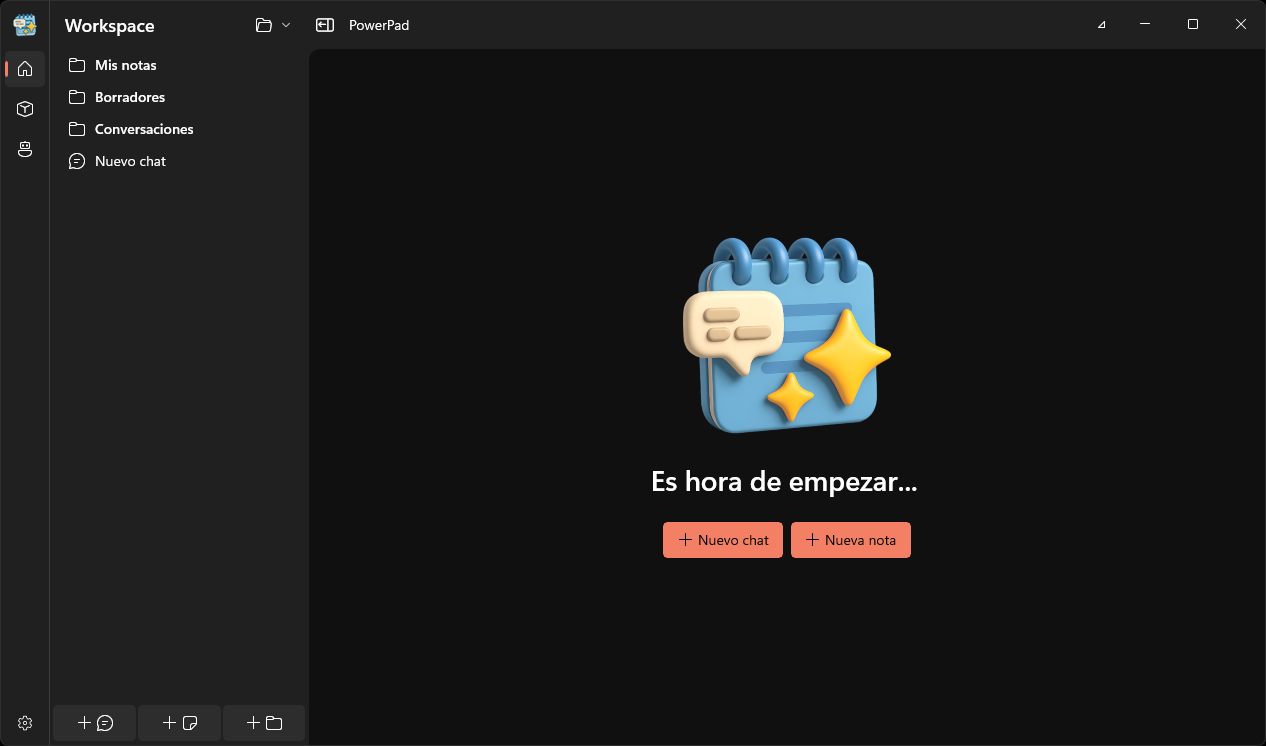 Workspace
PowerPad
Mis notas
Borradores
Conversaciones
Nuevo chat
Es hora de empezar...
Nuevo chat
Nueva nota